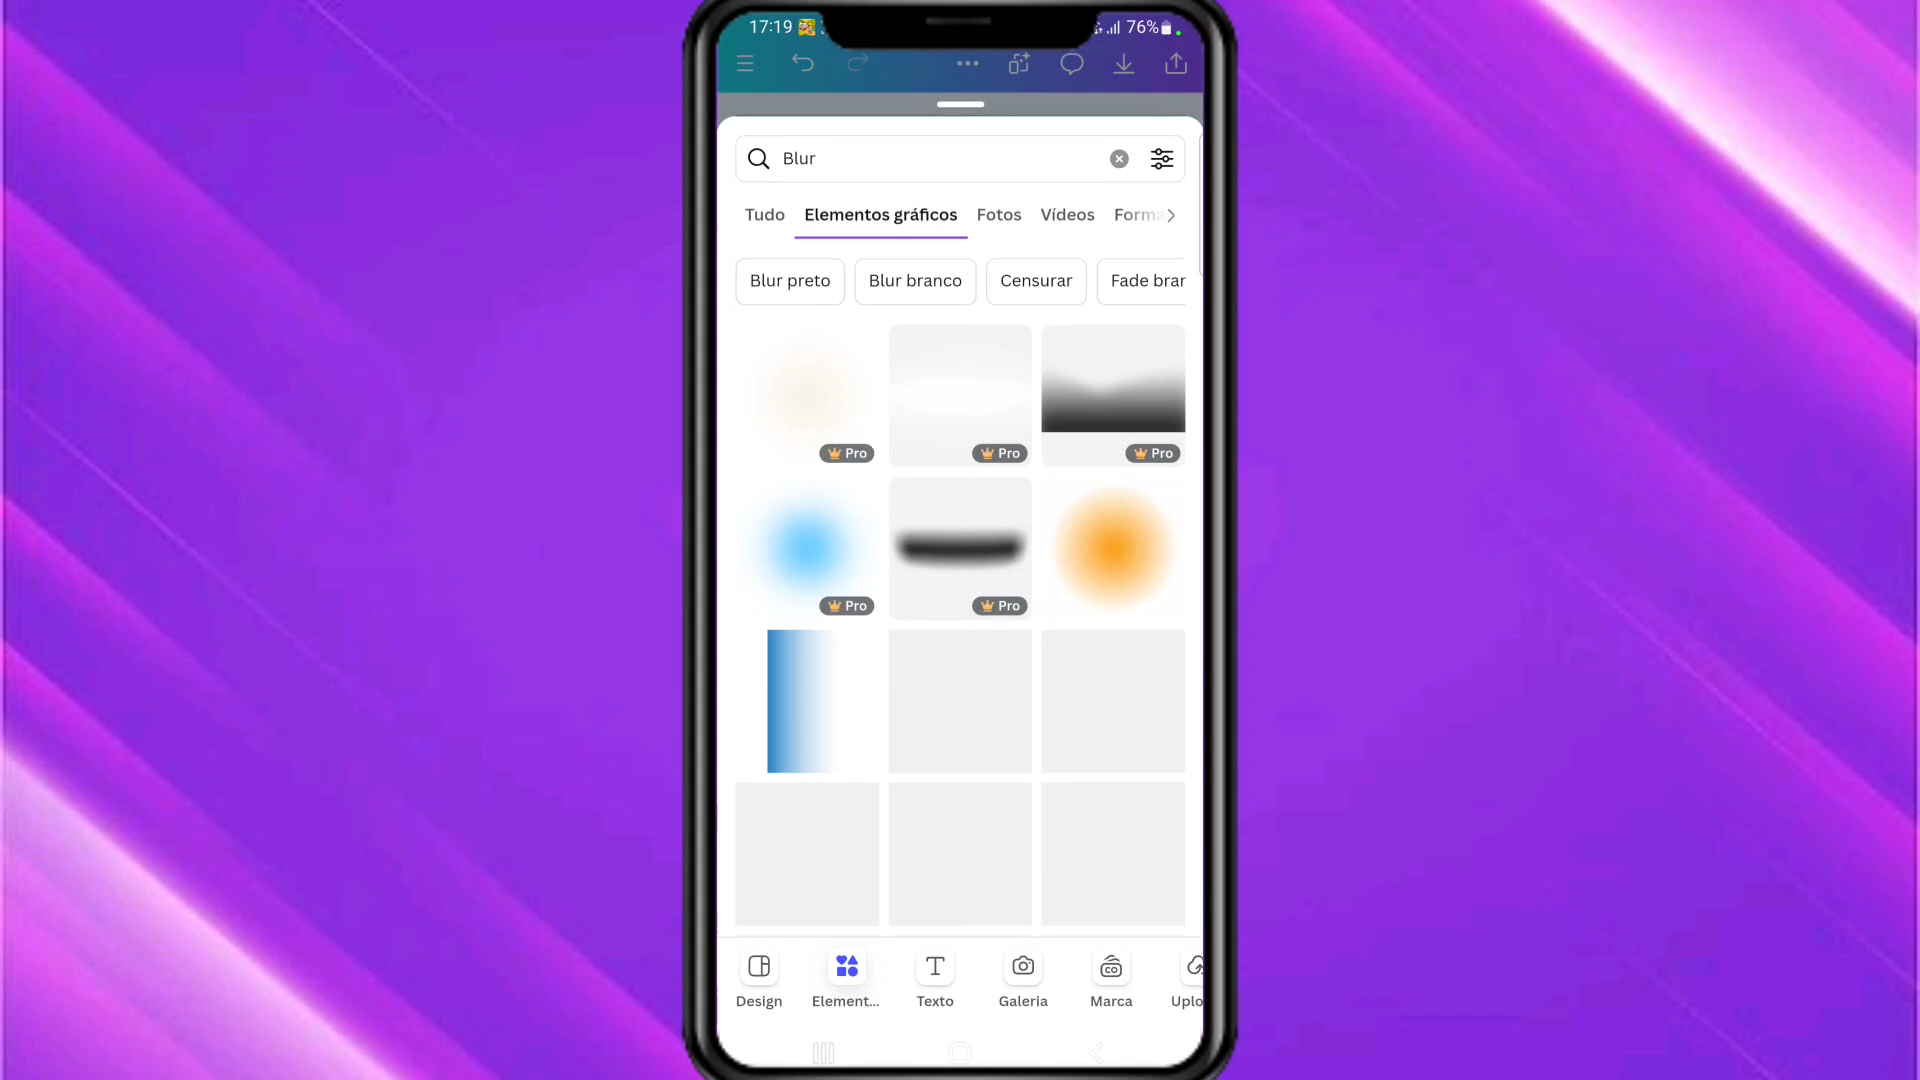 17:19
76%
Blur
Tudo
Elementos gráficos
Fotos
Vídeos
Forma
Blur preto
Blur branco
Censurar
Fade brar
Pro
Pro
Pro
Pro
Pro
CO
Design
Element...
Texto
Galeria
Marca
Uplo